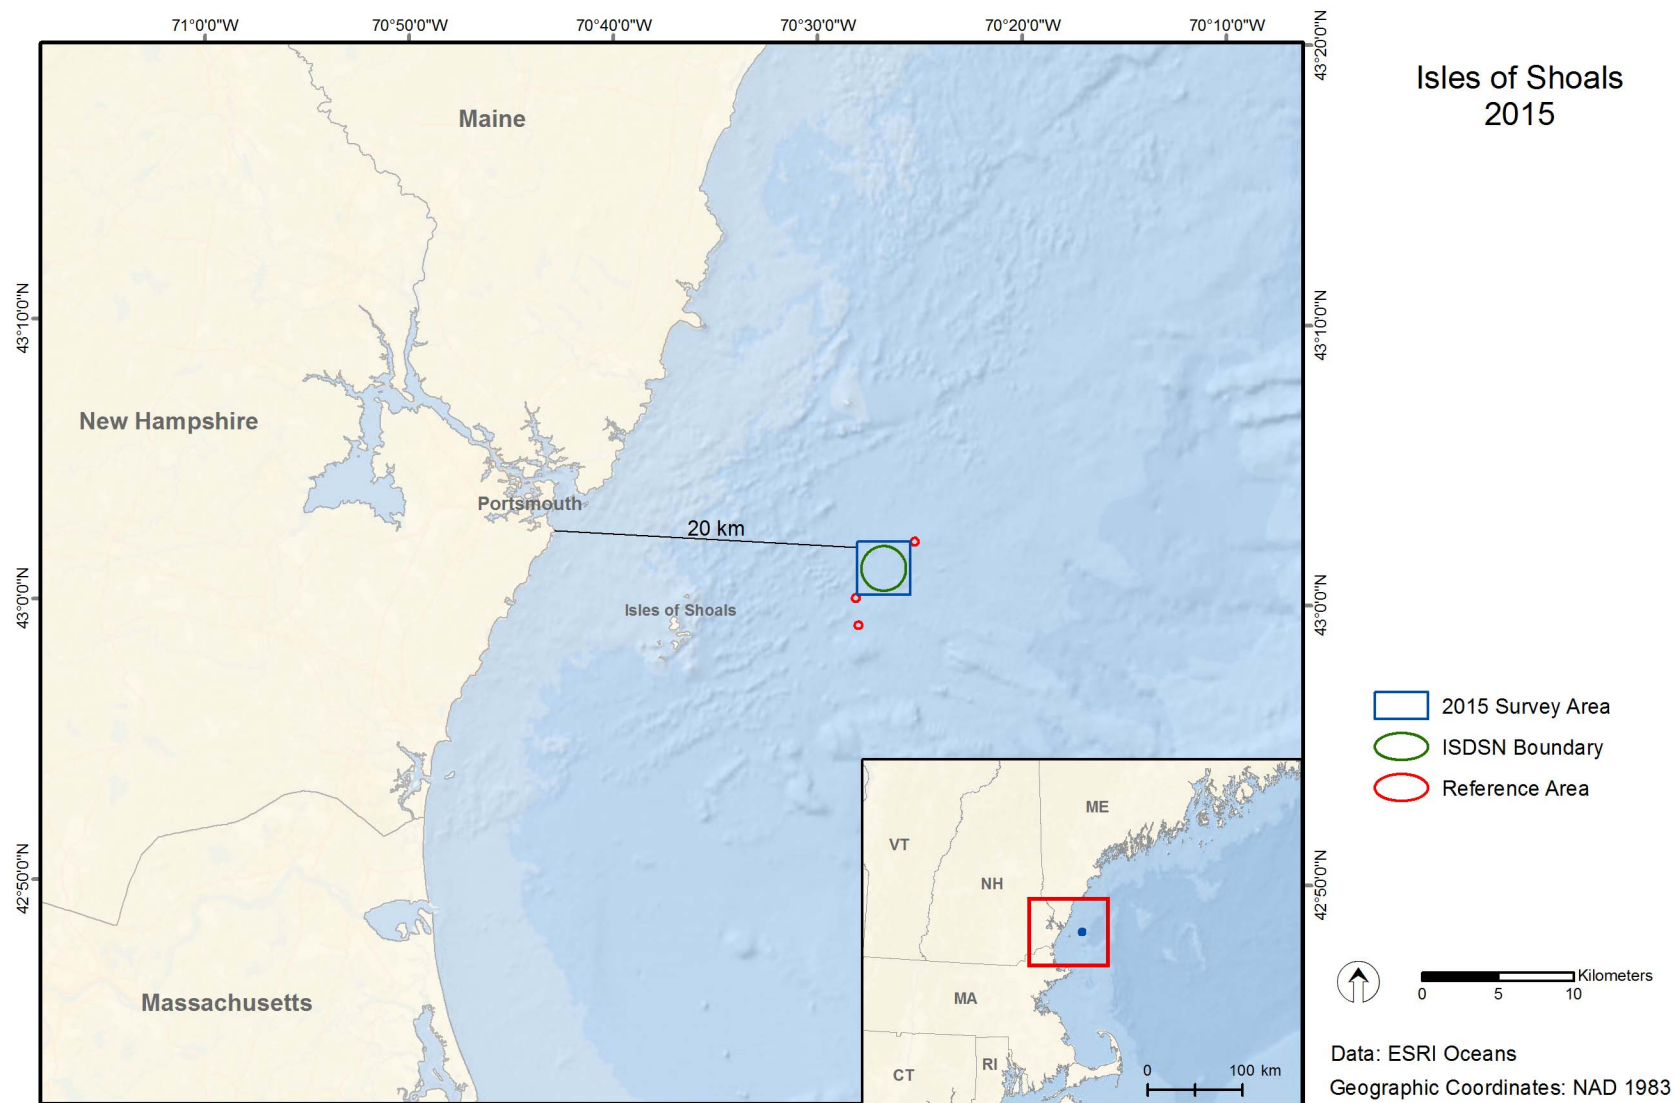 71°0'0"W
70°50'0"W
70°40'0"W
70°30'0"W
70°20'0"W
70°10'0"W
43°20'0"N
Isles of Shoals
2015
Maine
43°10'0"N
43°10'0"N
New Hampshire
Portsmouth
20 km
43°0'0"N
Isles of Shoals
43°0'0"N
2015 Survey Area
ISDSN Boundary
Reference Area
ME
VT
NH
42°50'0"N
42°50'0"N
Massachusetts
MA
Kilometers
0 5 10
RI
CT
0 100 km
Data: ESRI Oceans
Geographic Coordinates: NAD 1983